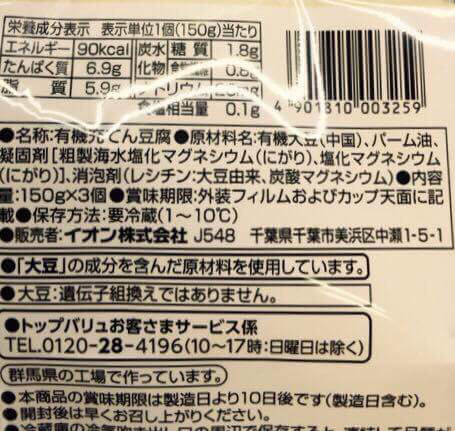 栄養成分表示 表示単位1個(150g)当たり
エネルギー 90kcal 炭水 糖質 1.8g
たんぱく質 6.9g 化物
脂 質 5.9g
食塩相当量 0.1g
4 901810 003259
●名称:有機充てん豆腐●原材料名:有機大豆(中国)、パーム油、
凝固剤[粗製海水塩化マグネシウム(にがり)、塩化マグネシウム
(にがり)]、消泡剤(レシチン:大豆由来、炭酸マグネシウム)●内容
量:150g×3個●賞味期限:外装フィルムおよびカップ天面に記
載●保存方法:要冷蔵(1〜10℃)
●販売者:イオン株式会社 J548 千葉県千葉市美浜区中瀬1-5-1
●「大豆」の成分を含んだ原材料を使用しています。
●大豆:遺伝子組換えではありません。
●トップバリュお客さまサービス係
TEL.0120-28-4196(10〜17時:日曜日は除く)
群馬県の工場で作っています。
●本商品の賞味期限は製造日より10日後です(製造日含む)。
●開封後は早くお召し上がりください。